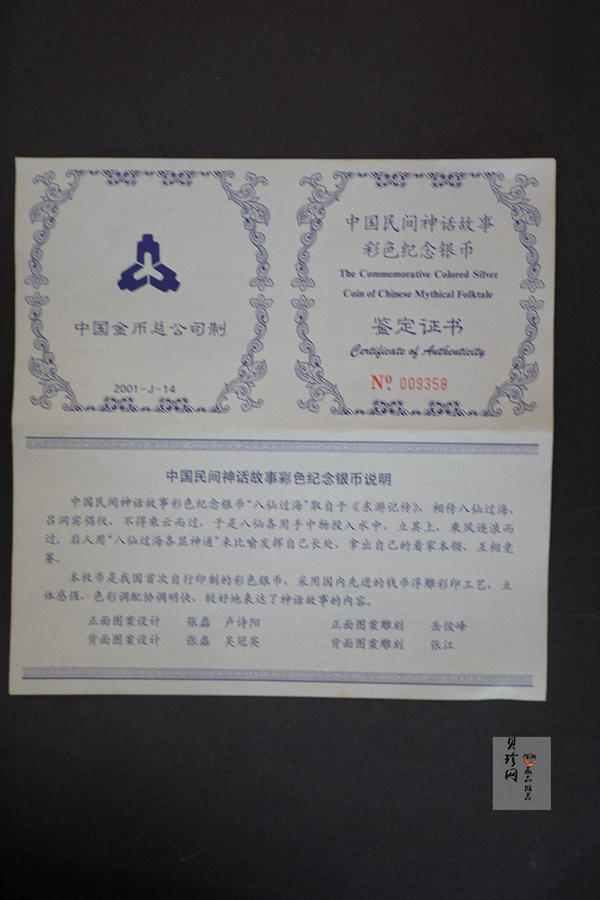 中国金币总公司制
2001-J-14
中国民间神话故事
彩色纪念银币
The Commemorative Colored Silver
Coin of Chinese Mythical Folktale
鉴定证书
Certificate of Authenticity
Nº 009358
中国民间神话故事彩色纪念银币说明
中国民间神话故事彩色纪念银币“八仙过海”取自于《东游记传》，相传八仙过海，
吕洞宾倡仪，不得乘云而过，于是八仙各用手中物投入水中，立其上，乘风逐浪而
过，后人用“八仙过海各显神通”来比喻发挥自己长处，拿出自己的看家本领，互相竞
赛。
本枚币是我国首次自行印制的彩色银币，采用国内先进的钱币浮雕彩印工艺，立
体感强，色彩调配协调明快，较好地表达了神话故事的内容。
正面图案设计 张磊 卢诗阳 正面图案雕刻 岳俊峰
背面图案设计 张磊 吴冠英 背面图案雕刻 张江
贝珍网
藏品推荐